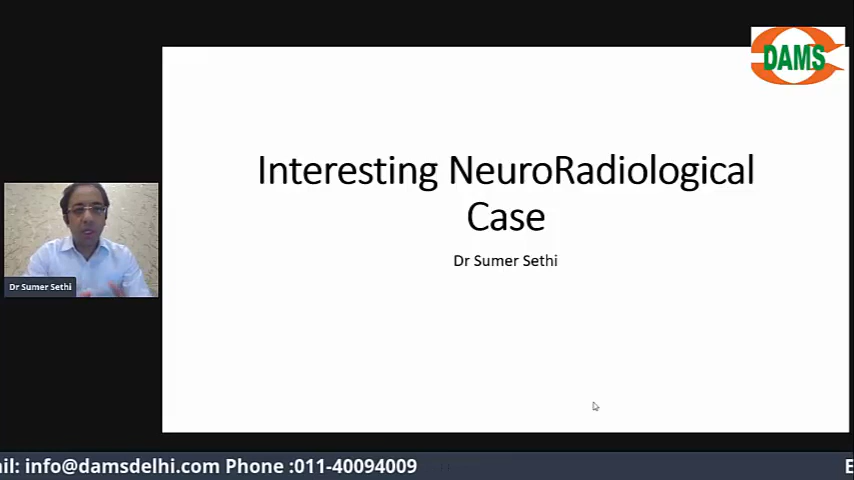 DAMS
Interesting NeuroRadiological
Case
Dr Sumer Sethi
Dr Sumer Sethi
il: info@damsdelhi.com Phone :011-40094009
E